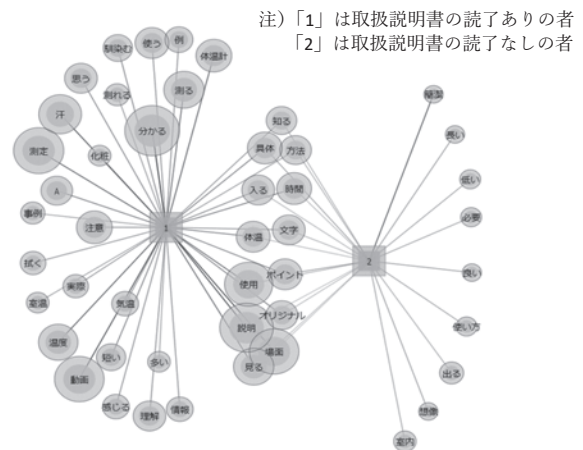 注）「1」は取扱説明書の読了ありの者
「2」は取扱説明書の読了なしの者
馴染む
使う
例
体温計
思う
測れる
測る
汗
分かる
測定
化粧
A
事例
注意
1
拭く
実際
室温
気温
温度
短い
多い
動画
感じる
理解
情報
知る
具体
方法
入る
時間
体温
文字
使用
ポイント
説明
オリジナル
場面
見る
2
簡潔
長い
低い
必要
良い
使い方
出る
想像
案内